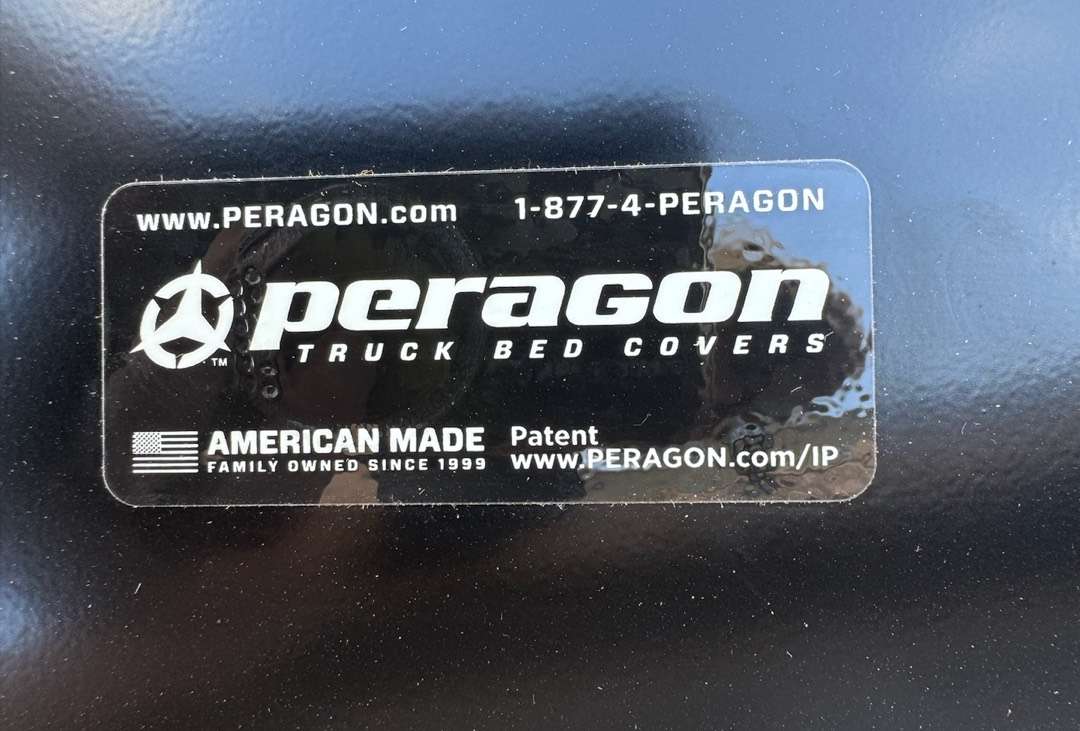 www.PERAGON.com 1-877-4-PERAGON
peragon
TM
TRUCK BED COVERS
AMERICAN MADE
FAMILY OWNED SINCE 1999
Patent
www.PERAGON.com/IP